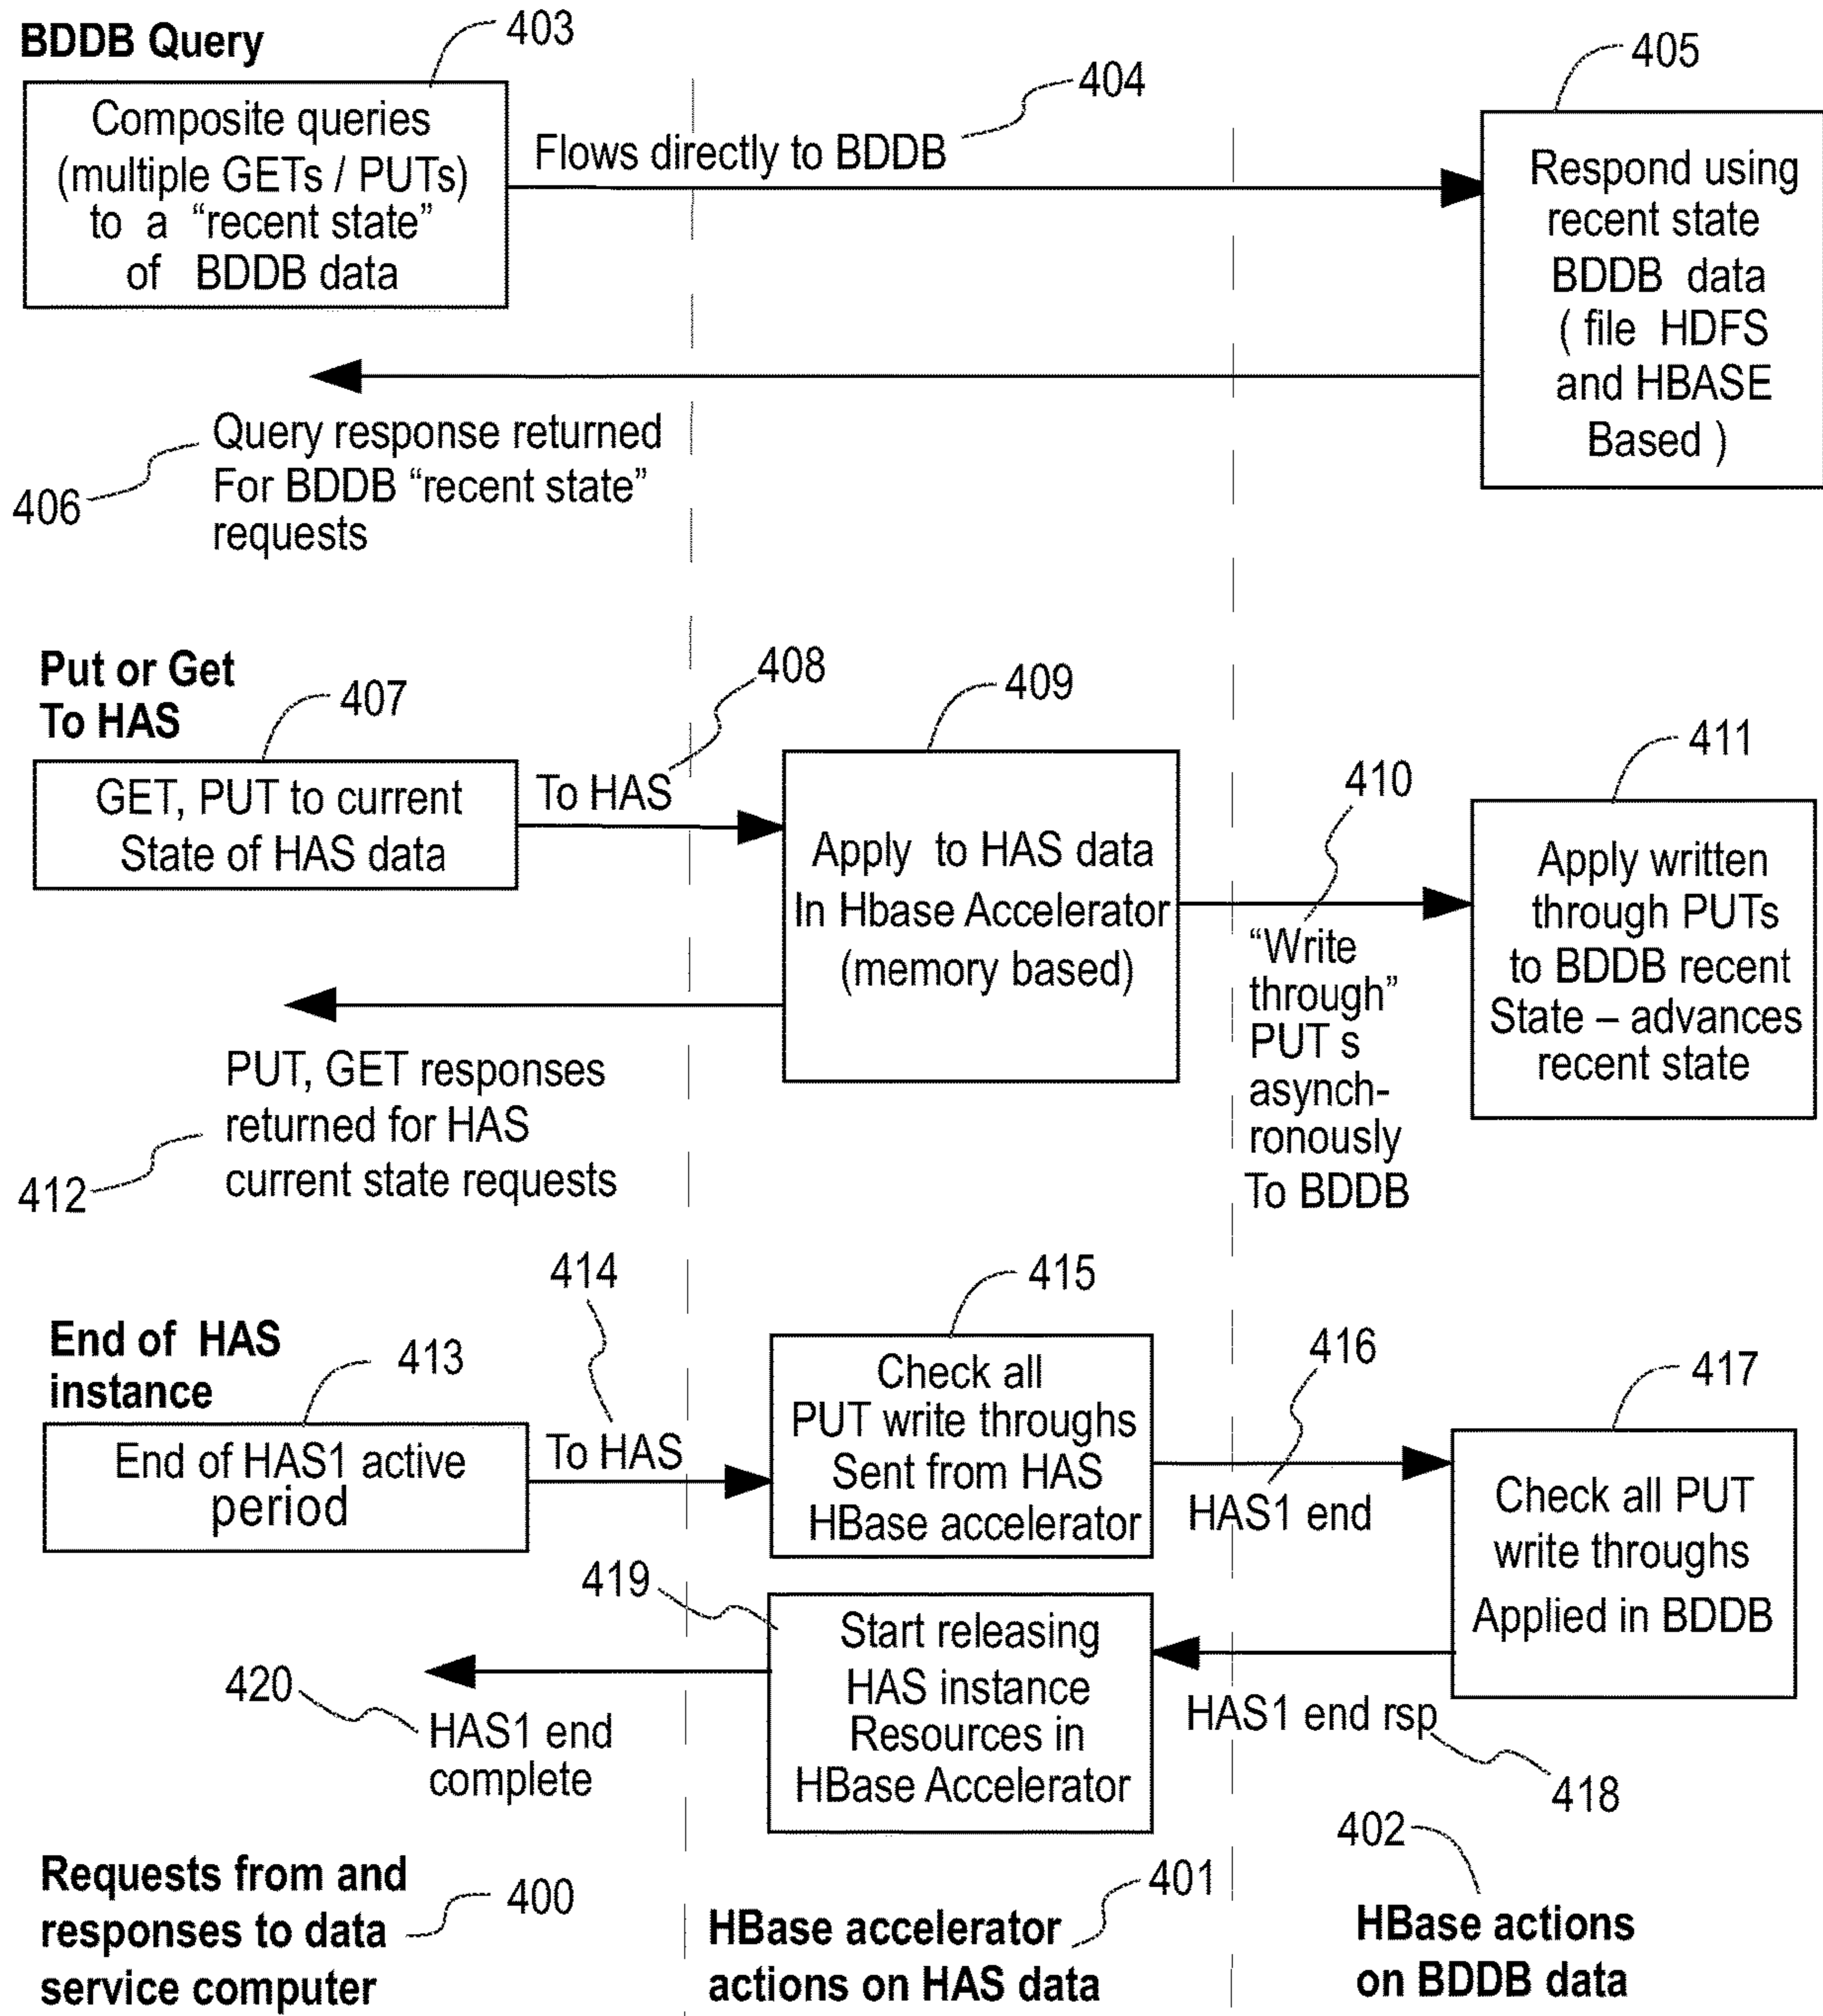 BDDB Query
403
Composite queries
(multiple GETs / PUTs)
to a “recent state”
of BDDB data
404
Flows directly to BDDB
405
Respond using
recent state
BDDB data
( file HDFS
and HBASE
Based )
406
Query response returned
For BDDB “recent state”
requests
Put or Get
To HAS
407
GET, PUT to current
State of HAS data
408
To HAS
409
Apply to HAS data
In Hbase Accelerator
(memory based)
410
“Write
through”
PUT s
asynch-
ronously
To BDDB
411
Apply written
through PUTs
to BDDB recent
State – advances
recent state
412
PUT, GET responses
returned for HAS
current state requests
End of HAS
instance
413
End of HAS1 active
period
414
To HAS
415
Check all
PUT write throughs
Sent from HAS
HBase accelerator
416
HAS1 end
417
Check all PUT
write throughs
Applied in BDDB
HAS1 end rsp
418
419
Start releasing
HAS instance
Resources in
HBase Accelerator
420
HAS1 end
complete
Requests from and
responses to data
service computer
400
401
HBase accelerator
actions on HAS data
402
HBase actions
on BDDB data